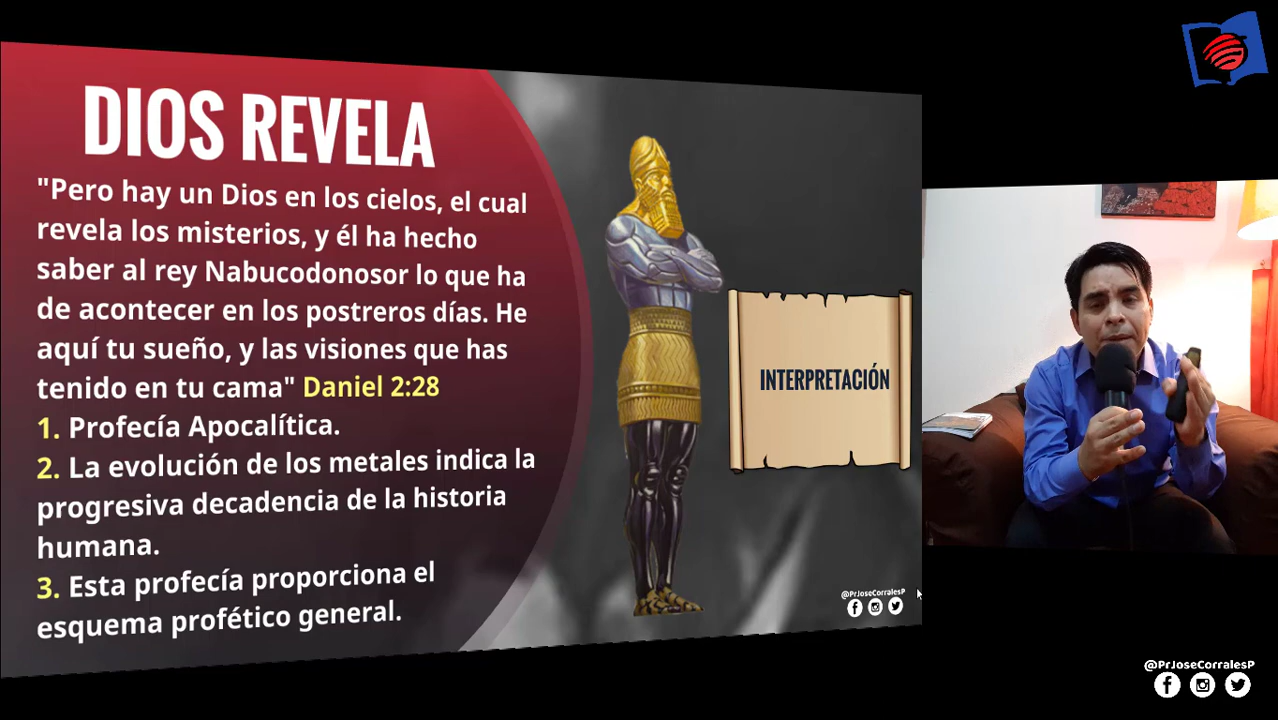 DIOS REVELA
"Pero hay un Dios en los cielos, el cual
revela los misterios, y él ha hecho
saber al rey Nabucodonosor lo que ha
de acontecer en los postreros días. He
aquí tu sueño, y las visiones que has
tenido en tu cama" Daniel 2:28
1. Profecía Apocalítica.
2. La evolución de los metales indica la
progresiva decadencia de la historia
humana.
3. Esta profecía proporciona el
esquema profético general.
INTERPRETACIÓN
@PrJoseCorralesP
@PrJoseCorralesP